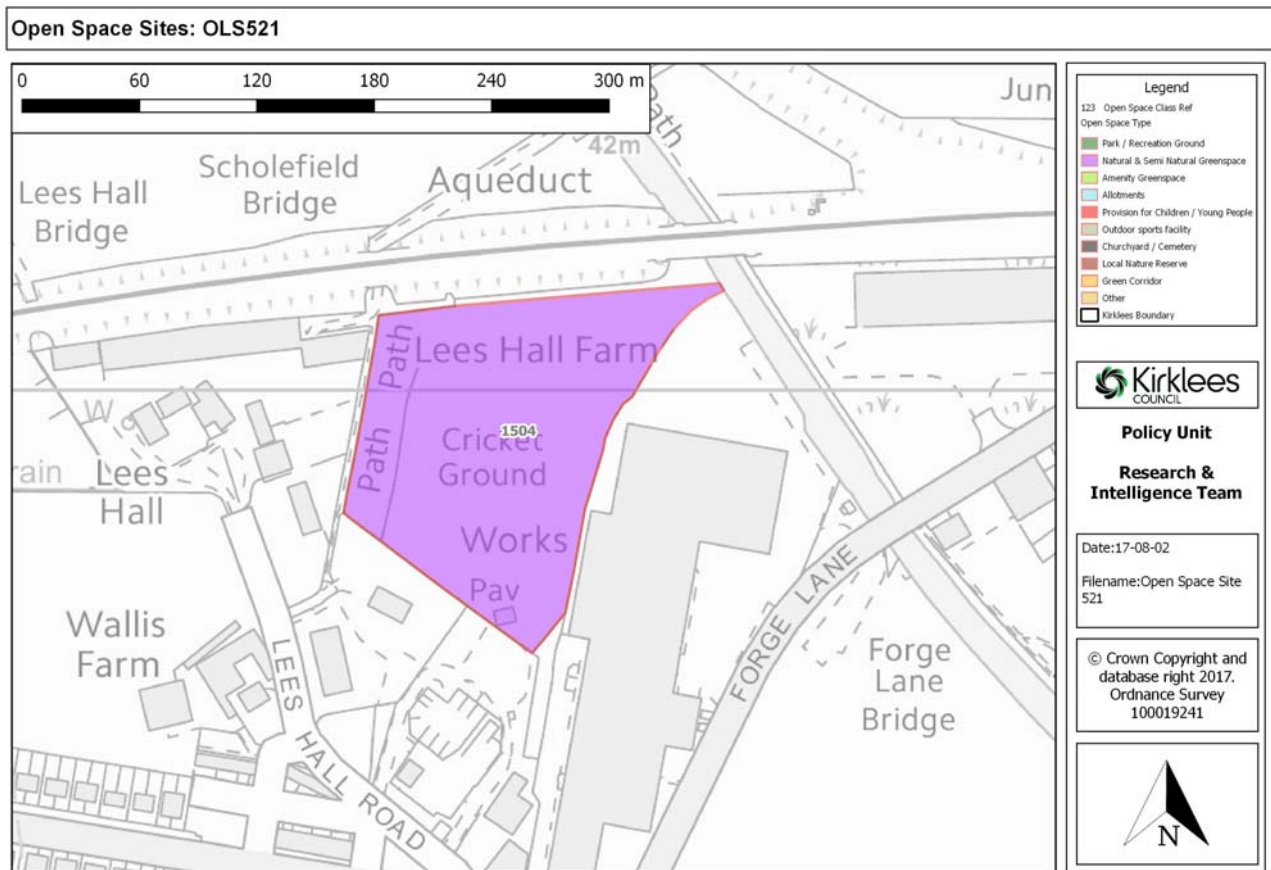 Open Space Sites: OLS521
0 60 120 180 240 300 m
Path
Jun
42m
Scholefield
Bridge
Aqueduct
Lees Hall
Bridge
Path
Lees Hall Farm
W
1504
Cricket
Ground
Path
rain
Lees
Hall
Works
Pav
Wallis
Farm
LEES HALL ROAD
FORGE LANE
Forge
Lane
Bridge
Legend
123 Open Space Class Ref
Open Space Type
Park / Recreation Ground
Natural & Semi Natural Greenspace
Amenity Greenspace
Allotments
Provision for Children / Young People
Outdoor sports facility
Churchyard / Cemetery
Local Nature Reserve
Green Corridor
Other
Kirklees Boundary
Kirklees
COUNCIL
Policy Unit
Research &
Intelligence Team
Date:17-08-02
Filename:Open Space Site
521
© Crown Copyright and
database right 2017.
Ordnance Survey
100019241
N